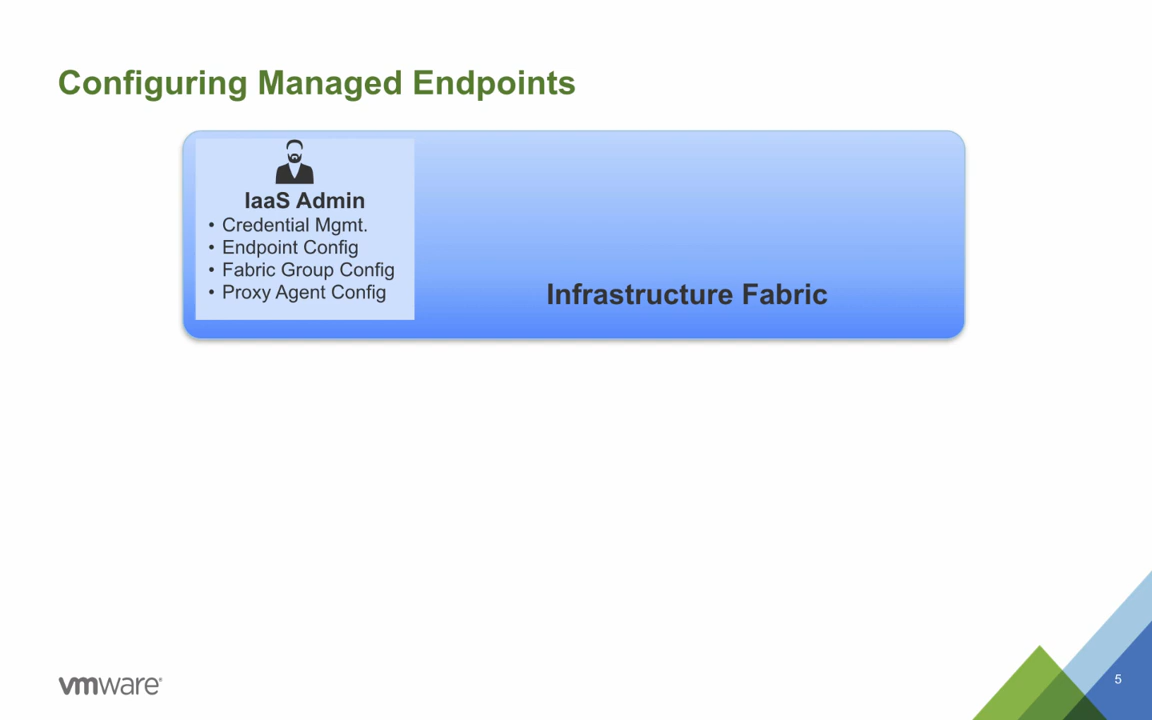 Configuring Managed Endpoints
IaaS Admin
• Credential Mgmt.
• Endpoint Config
• Fabric Group Config
• Proxy Agent Config
Infrastructure Fabric
vmware®
5